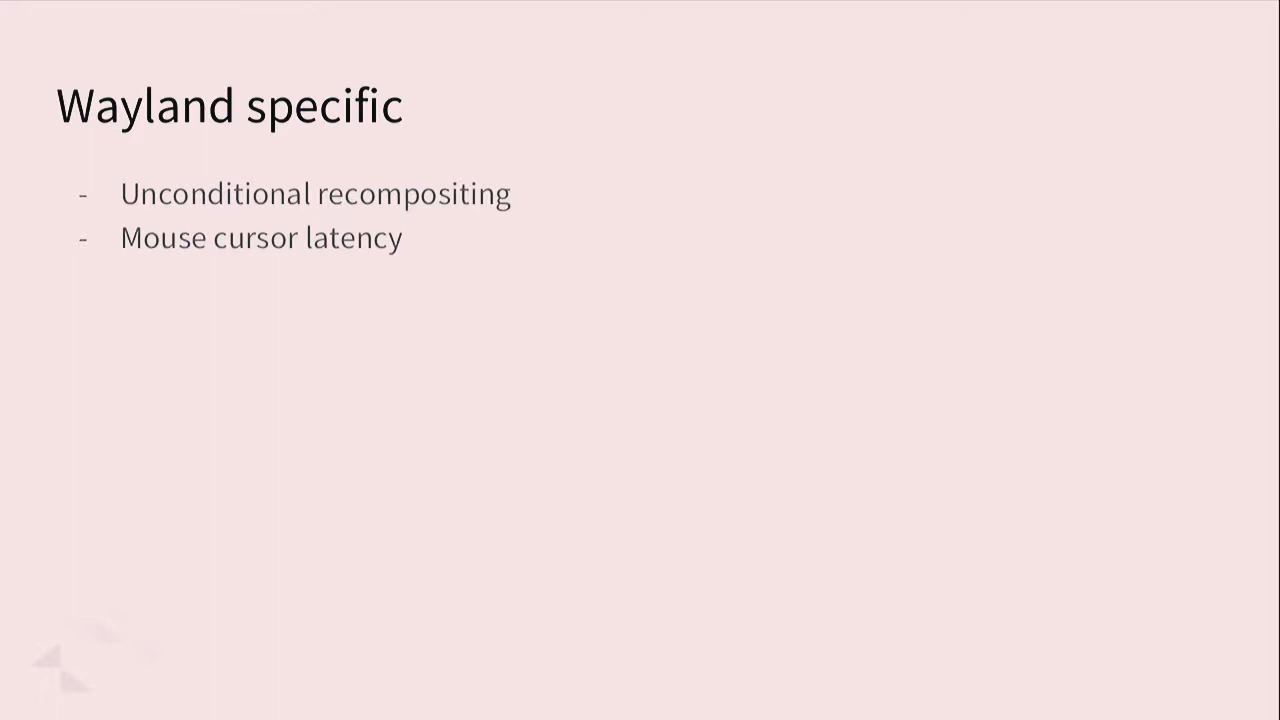 Wayland specific
- Unconditional recompositing
- Mouse cursor latency